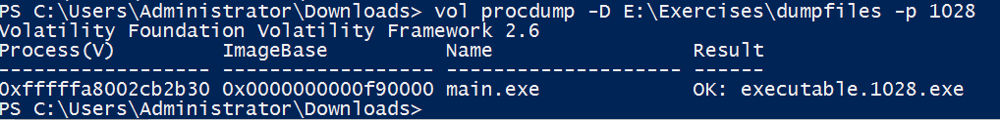 PS C:\Users\Administrator\Downloads> vol procdump -D E:\Exercises\dumpfiles -p 1028
Volatility Foundation Volatility Framework 2.6
Process(V) ImageBase Name Result
------------------ ------------------ -------------------- ------
0xfffffa8002cb2b30 0x0000000000f90000 main.exe OK: executable.1028.exe
PS C:\Users\Administrator\Downloads>